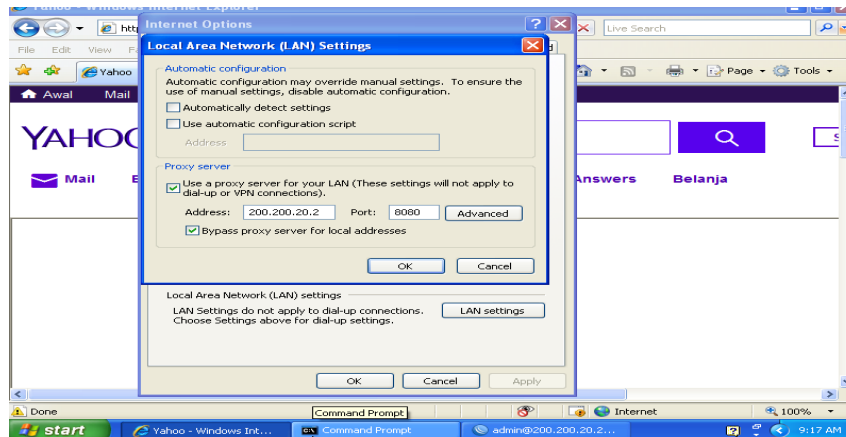 Yahoo - Windows Internet Explorer
Internet Options
http
Live Search
Local Area Network (LAN) Settings
File Edit View
Yahoo
Page Tools
Automatic configuration
Automatic configuration may override manual settings. To ensure the
use of manual settings, disable automatic configuration.
Automatically detect settings
Use automatic configuration script
Address
Awal Mail
YAHOO
Mail
Answers Belanja
Proxy server
Use a proxy server for your LAN (These settings will not apply to
dial-up or VPN connections).
Address: 200.200.20.2 Port: 8080 Advanced
Bypass proxy server for local addresses
OK Cancel
Local Area Network (LAN) settings
LAN Settings do not apply to dial-up connections.
Choose Settings above for dial-up settings.
LAN settings
OK Cancel Apply
Done
Command Prompt
Internet 100%
start Yahoo - Windows Int... Command Prompt admin@200.200.20.2... 9:17 AM